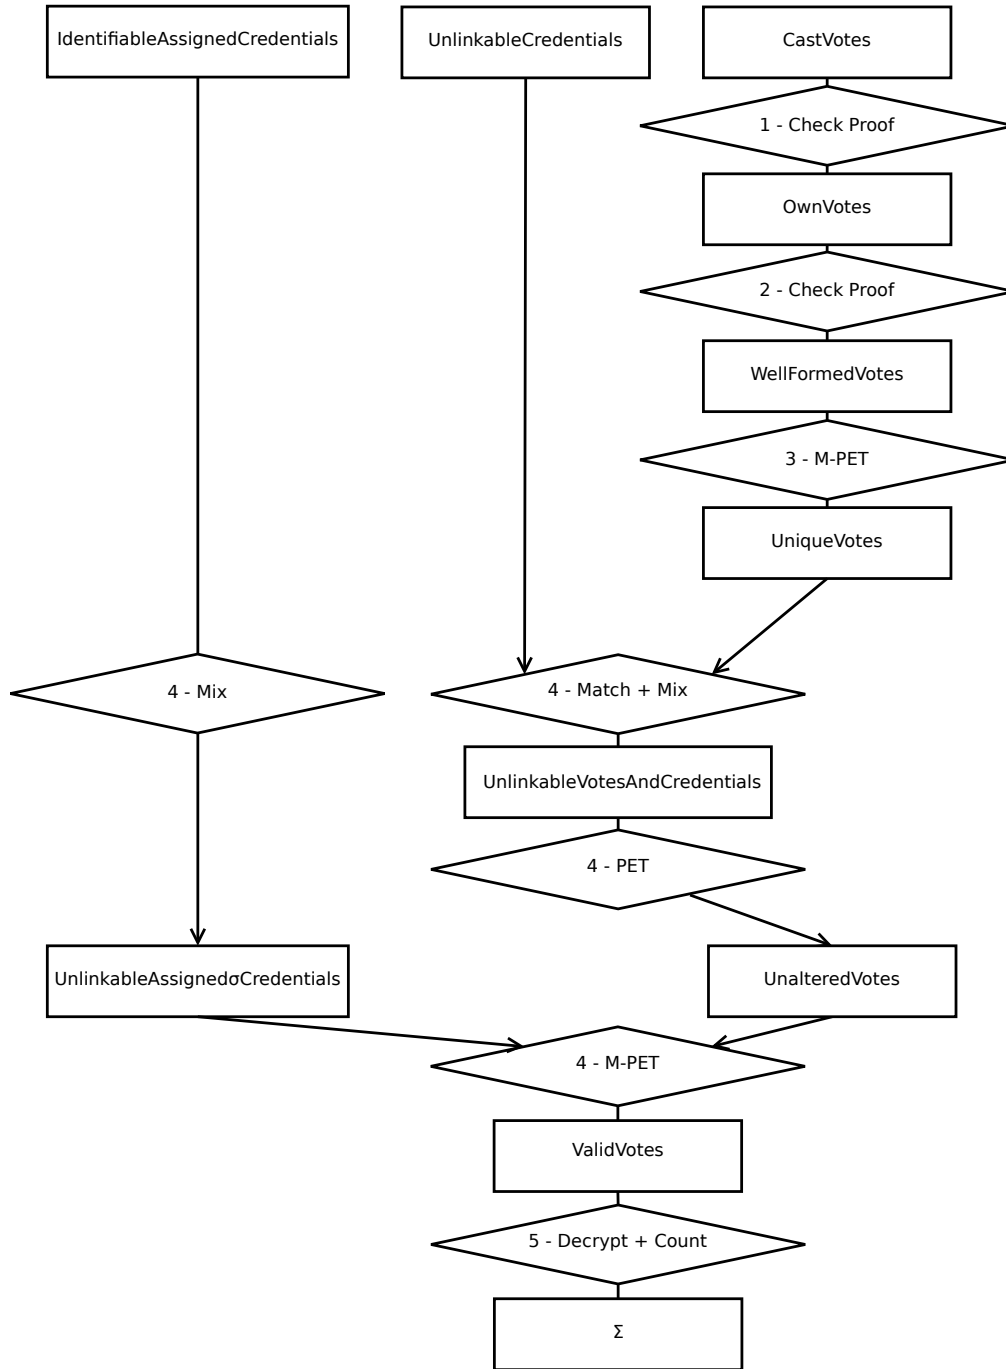 IdentifiableAssignedCredentials
UnlinkableCredentials
CastVotes
1 - Check Proof
OwnVotes
2 - Check Proof
WellFormedVotes
3 - M-PET
UniqueVotes
4 - Mix
4 - Match + Mix
UnlinkableVotesAndCredentials
4 - PET
UnlinkableAssignedσCredentials
UnalteredVotes
4 - M-PET
ValidVotes
5 - Decrypt + Count
Σ